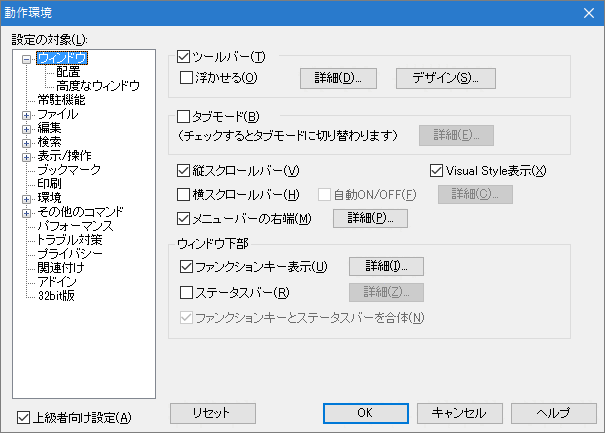 動作環境
設定の対象(L):
ウィンドウ
配置
高度なウィンドウ
常駐機能
ファイル
編集
検索
表示/操作
ブックマーク
印刷
環境
その他のコマンド
パフォーマンス
トラブル対策
プライバシー
関連付け
アドイン
32bit版
上級者向け設定(A)
ツールバー(T)
浮かせる(O) 詳細(D)... デザイン(S)...
タブモード(B)
(チェックするとタブモードに切り替わります) 詳細(E)...
縦スクロールバー(V) Visual Style表示(X)
横スクロールバー(H) 自動ON/OFF(F) 詳細(C)...
メニューバーの右端(M) 詳細(P)...
ウィンドウ下部
ファンクションキー表示(U) 詳細(I)...
ステータスバー(R) 詳細(Z)...
ファンクションキーとステータスバーを合体(N)
リセット OK キャンセル ヘルプ